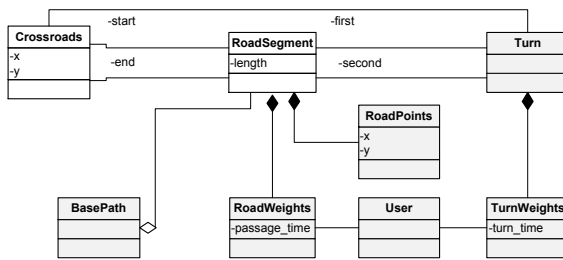 -start
-first
Crossroads
-x
-y
-end
RoadSegment
-length
-second
Turn
RoadPoints
-x
-y
BasePath
RoadWeights
-passage_time
User
TurnWeights
-turn_time